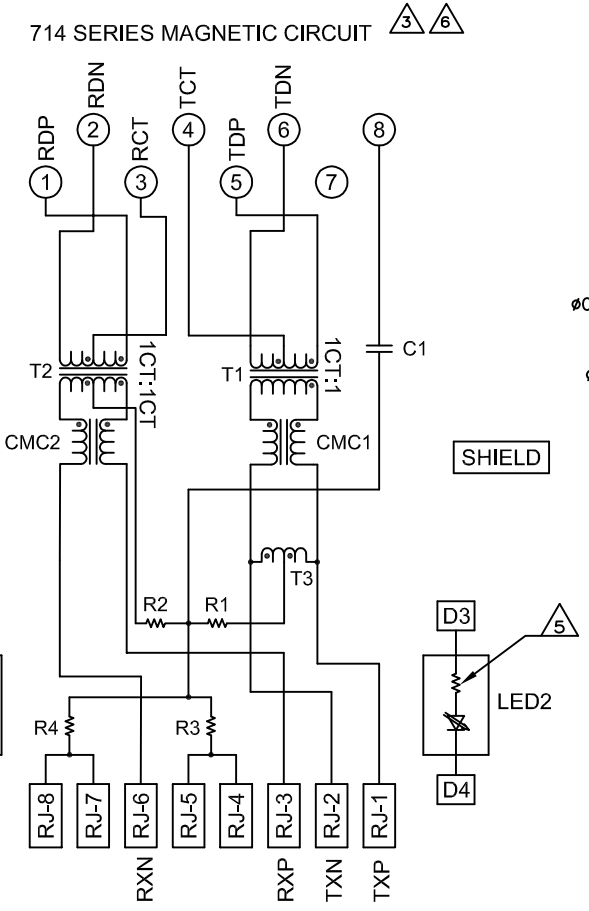 714 SERIES MAGNETIC CIRCUIT
3
6
RDP
RDN
RCT
TCT
TDP
TDN
1
2
3
4
5
6
7
8
T2
1CT:1CT
T1
1CT:1
C1
CMC2
CMC1
SHIELD
T3
R2
R1
D3
5
LED2
R4
R3
D4
RJ-8
RJ-7
RJ-6
RJ-5
RJ-4
RJ-3
RJ-2
RJ-1
RXN
RXP
TXN
TXP